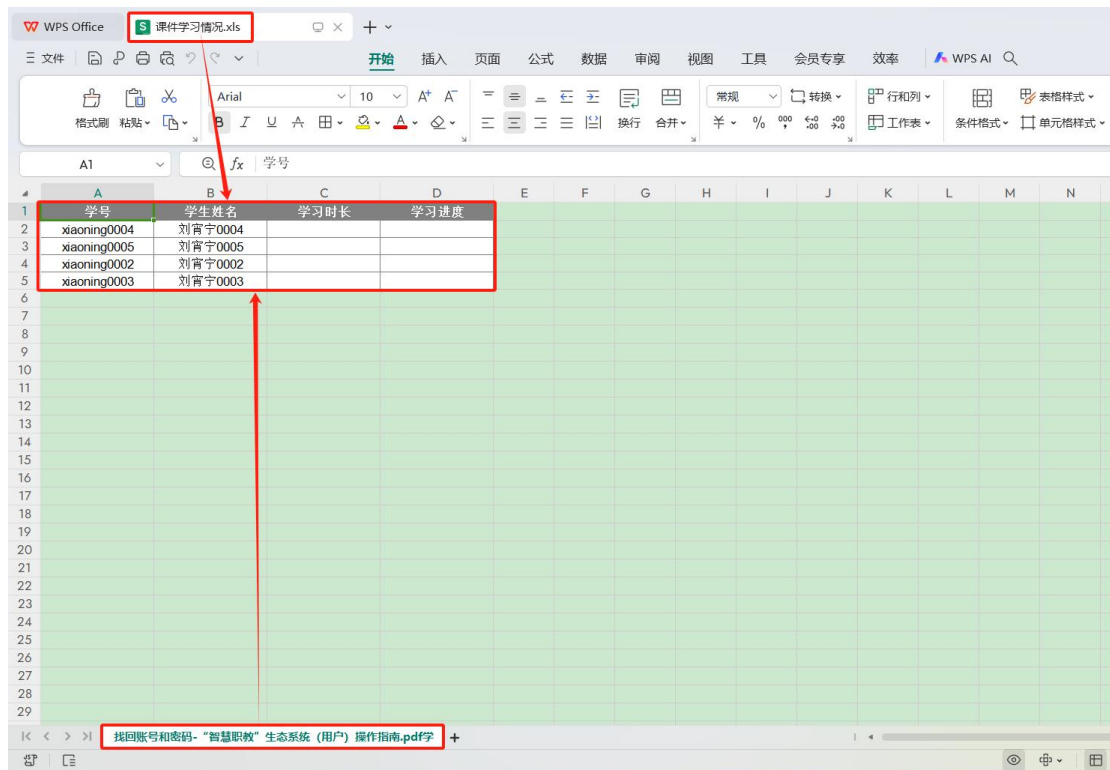 WPS Office
S 课件学习情况.xls
文件
开始 插入 页面 公式 数据 审阅 视图 工具 会员专享 效率 WPS AI
格式刷 粘贴 Arial 10 A+ A- 换行 合并 常规 转换 行和列 工作表 条件格式 表格样式 单元格样式
B I U A A ¥ %
A1 fx 学号
A B C D E F G H I J K L M N
1 学号 学生姓名 学习时长 学习进度
2 xiaoning0004 刘宵宁0004
3 xiaoning0005 刘宵宁0005
4 xiaoning0002 刘宵宁0002
5 xiaoning0003 刘宵宁0003
6
7
8
9
10
11
12
13
14
15
16
17
18
19
20
21
22
23
24
25
26
27
28
29
找回账号和密码-“智慧职教”生态系统（用户）操作指南.pdf学 +